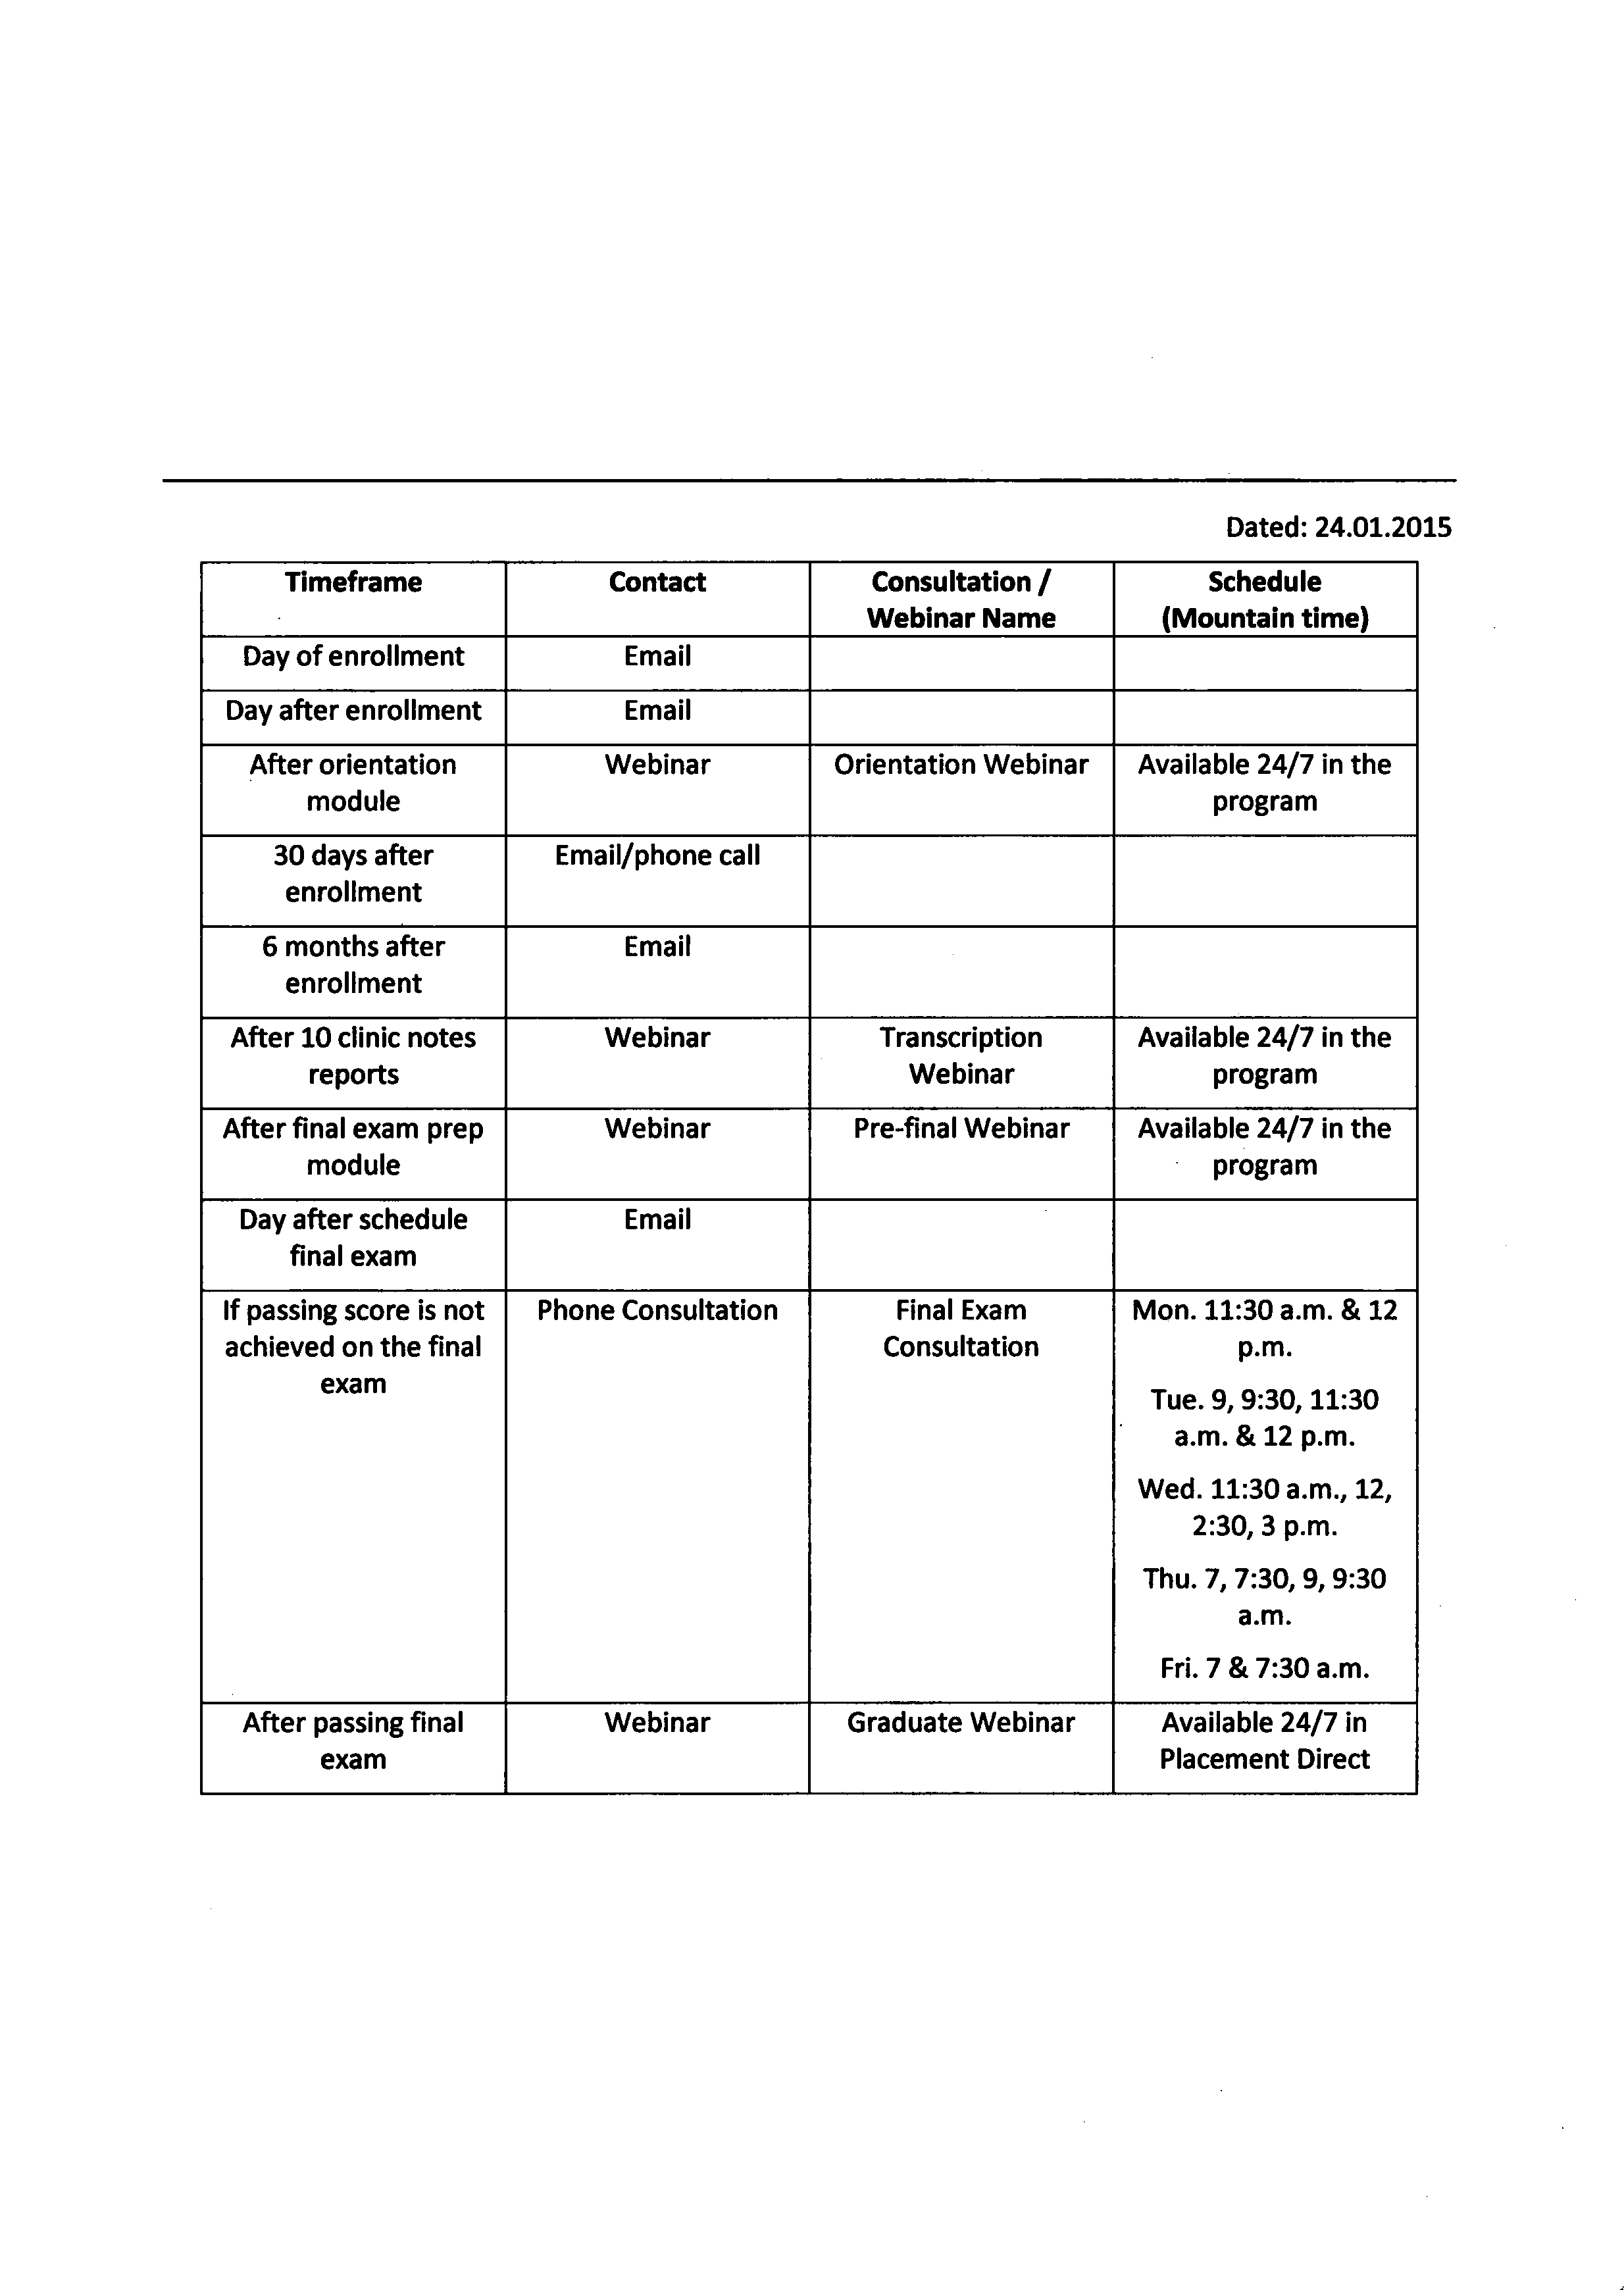 Dated: 24.01.2015
Timeframe Contact Consultation / Schedule
Webinar Name (Mountain time)
Day of enrollment Email
Day after enrollment Email
After orientation Webinar Orientation Webinar Available 24/7 in the
module program
30 days after Email/phone call
enrollment
6 months after Email
enrollment
After 10 clinic notes Webinar Transcription Available 24/7 in the
reports Webinar program
After final exam prep Webinar Pre-final Webinar Available 24/7 in the
module program
Day after schedule Email
final exam
If passing score is not Phone Consultation Final Exam Mon. 11:30 a.m. & 12
achieved on the final Consultation p.m.
exam
Tue. 9, 9:30, 11:30
a.m. & 12 p.m.
Wed. 11:30 a.m., 12,
2:30, 3 p.m.
Thu. 7, 7:30, 9, 9:30
a.m.
Fri. 7 & 7:30 a.m.
After passing final Webinar Graduate Webinar Available 24/7 in
exam Placement Direct